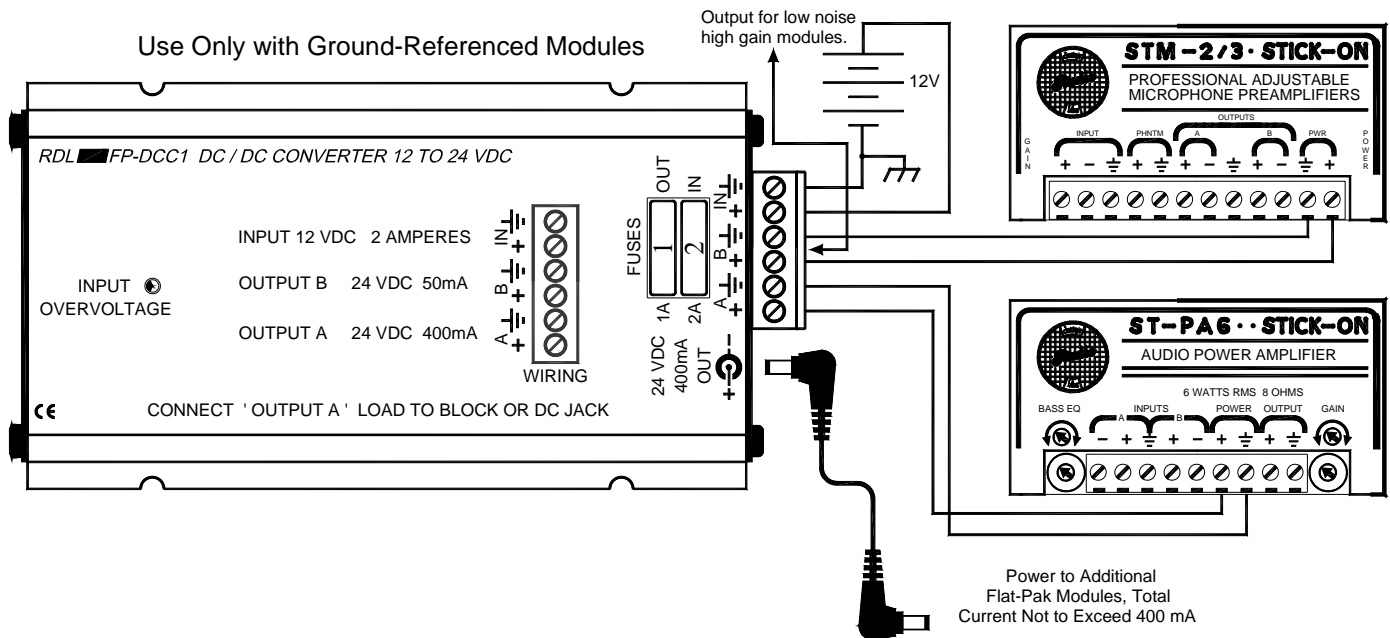 Use Only with Ground-Referenced Modules
Output for low noise
high gain modules.
12V
RDL FP-DCC1 DC / DC CONVERTER 12 TO 24 VDC
INPUT 12 VDC 2 AMPERES
OUTPUT B 24 VDC 50mA
OUTPUT A 24 VDC 400mA
INPUT
OVERVOLTAGE
IN
+
B
+
A
+
WIRING
CONNECT ' OUTPUT A ' LOAD TO BLOCK OR DC JACK
CE
FUSES
OUT
IN
1
2
1A
2A
IN
+
B
+
A
+
24 VDC
400mA
OUT
-
+
STM-2/3 · STICK-ON
PROFESSIONAL ADJUSTABLE
MICROPHONE PREAMPLIFIERS
OUTPUTS
INPUT PHNTM A B PWR
GAIN
POWER
+ − + + − + − +
ST-PA6 ·· STICK-ON
AUDIO POWER AMPLIFIER
6 WATTS RMS 8 OHMS
BASS EQ A INPUTS B POWER OUTPUT GAIN
− + + − + +
Power to Additional
Flat-Pak Modules, Total
Current Not to Exceed 400 mA